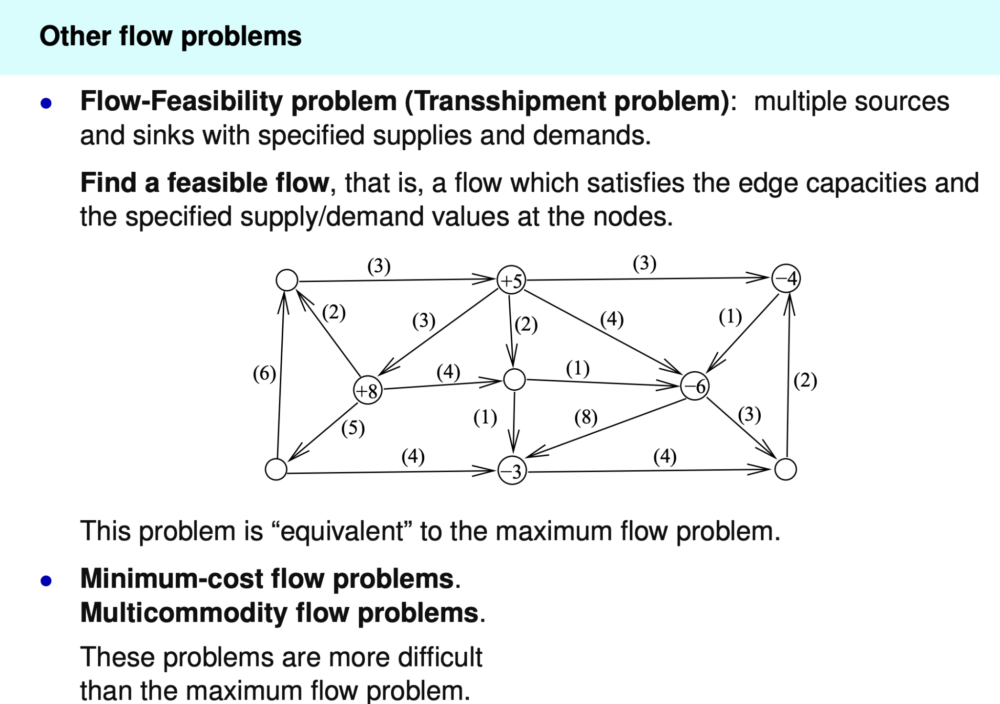 Other flow problems
• Flow-Feasibility problem (Transshipment problem): multiple sources
and sinks with specified supplies and demands.
Find a feasible flow, that is, a flow which satisfies the edge capacities and
the specified supply/demand values at the nodes.
(3) (3)
+5 −4
(2) (3) (2) (4) (1)
(6) (4) (1) (2)
+8 −6
(5) (1) (8) (3)
(4) (4)
−3
This problem is “equivalent” to the maximum flow problem.
• Minimum-cost flow problems.
Multicommodity flow problems.
These problems are more difficult
than the maximum flow problem.